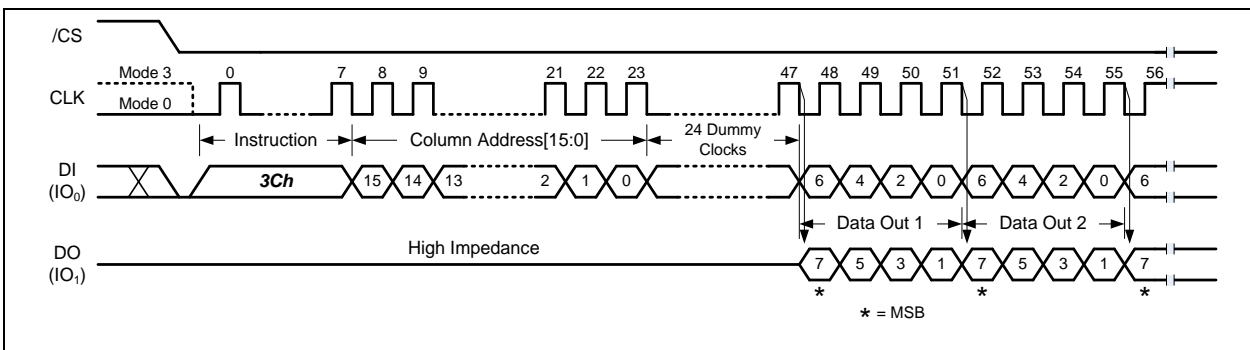 /CS
Mode 3 0 7 8 9 21 22 23 47 48 49 50 51 52 53 54 55 56
CLK
Mode 0
Instruction Column Address[15:0] 24 Dummy Clocks
DI (IO0) 3Ch 15 14 13 2 1 0 6 4 2 0 6 4 2 0 6
Data Out 1 Data Out 2
DO (IO1) High Impedance 7 5 3 1 7 5 3 1 7
* * *
* = MSB